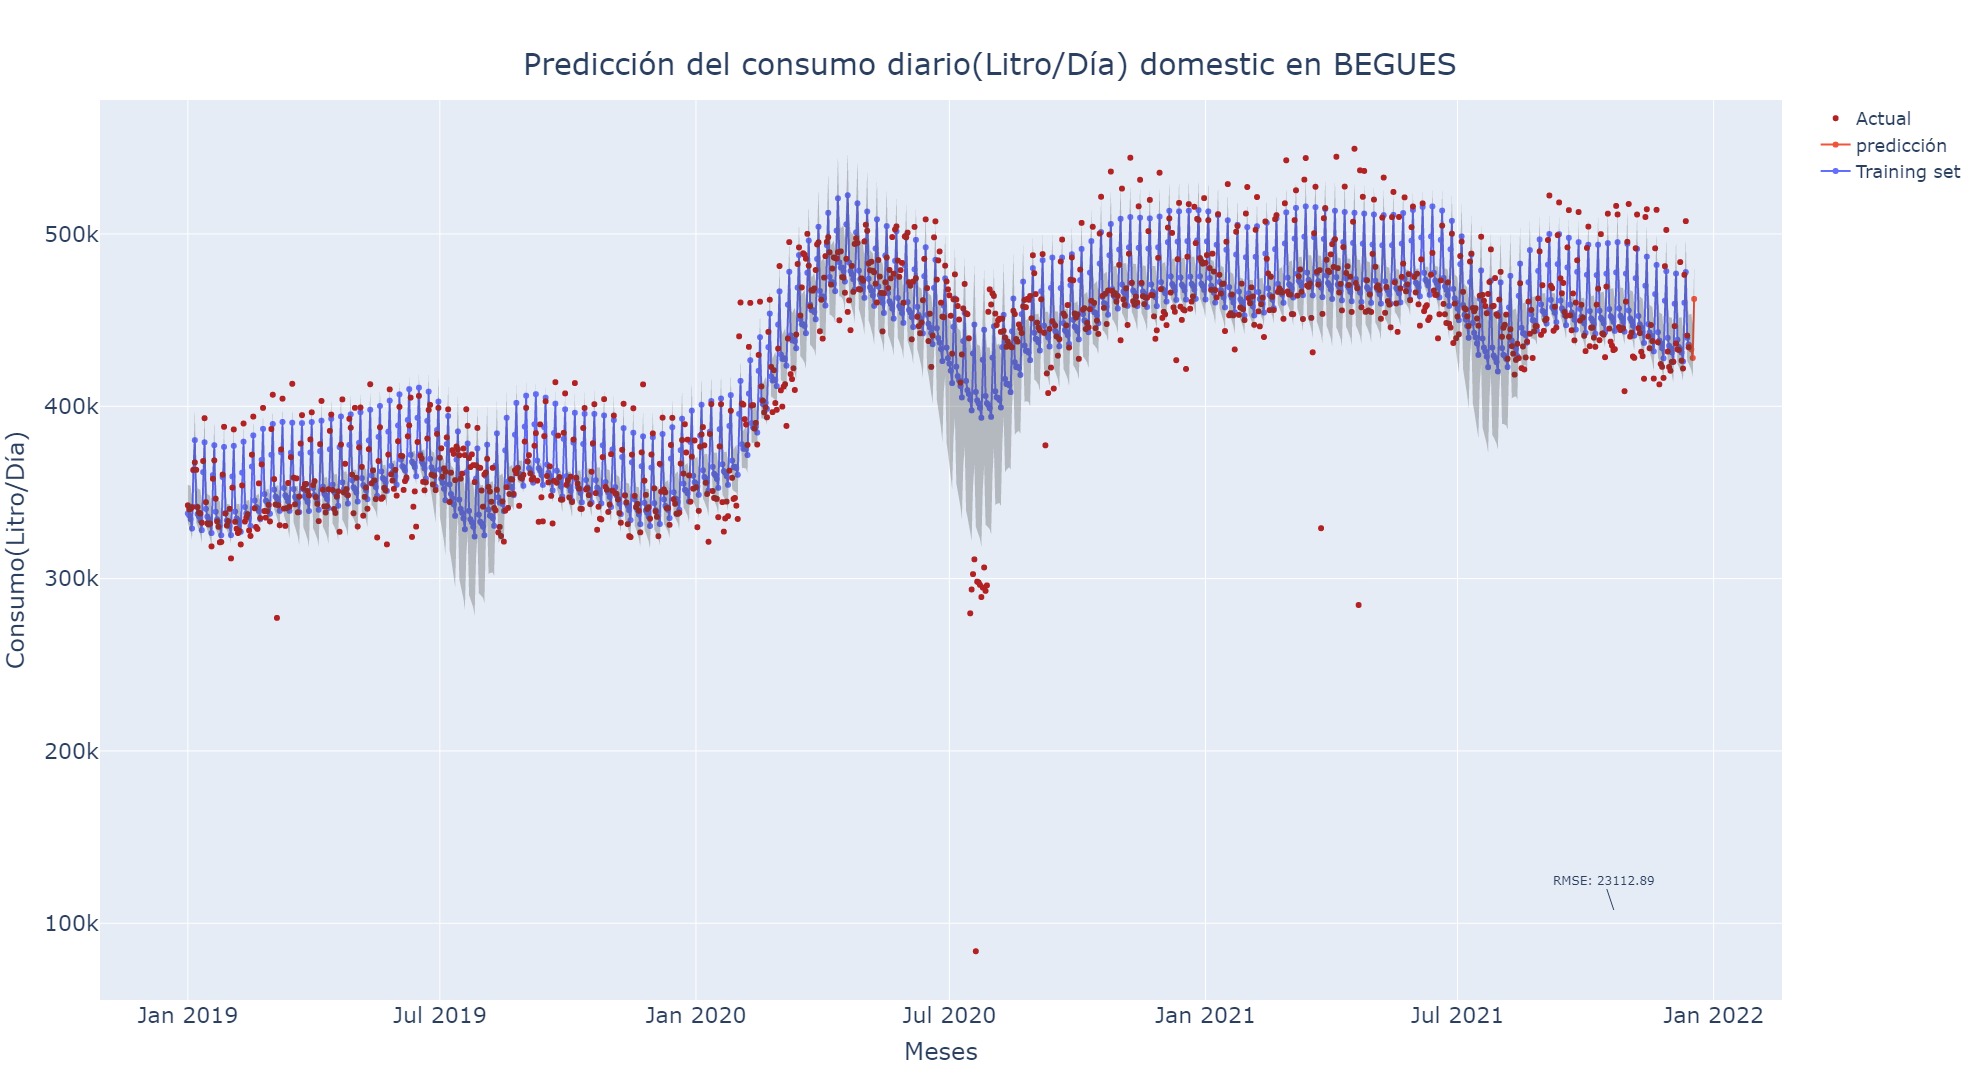 Predicción del consumo diario(Litro/Día) domestic en BEGUES
Actual
predicción
Training set
Consumo(Litro/Día)
500k
400k
300k
200k
100k
RMSE: 23112.89
Jan 2019
Jul 2019
Jan 2020
Jul 2020
Jan 2021
Jul 2021
Jan 2022
Meses